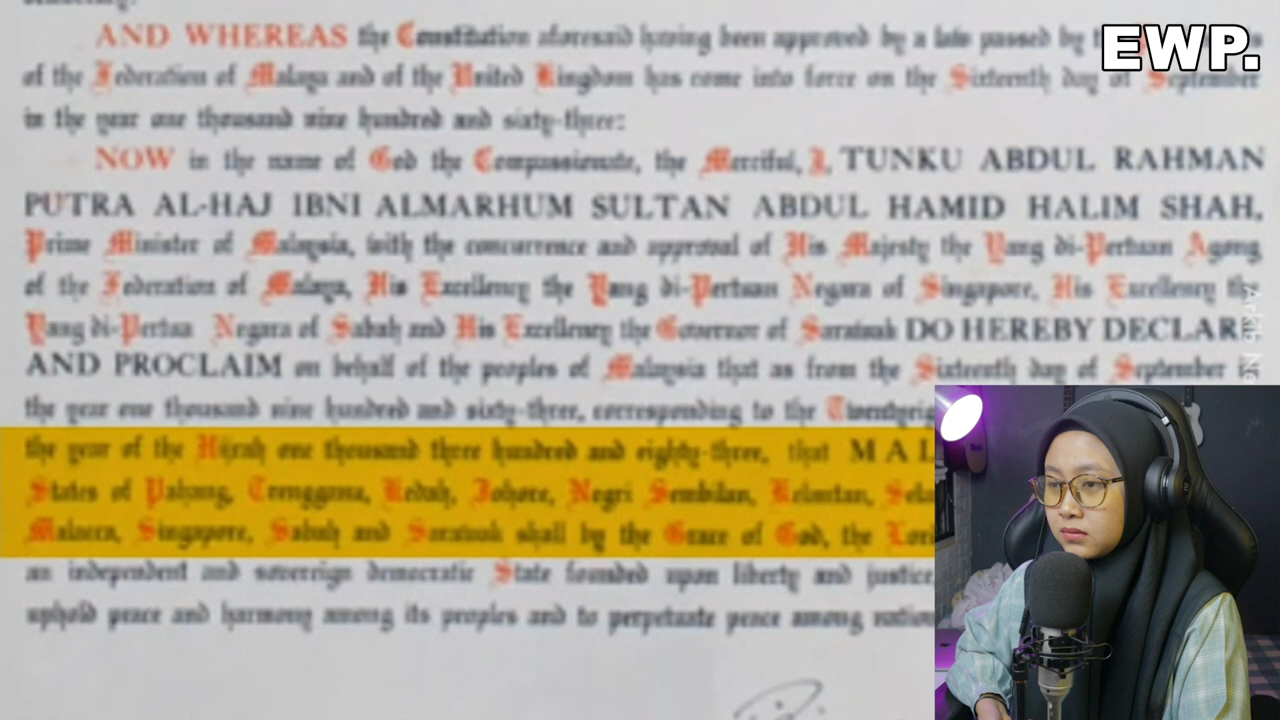 AND WHEREAS the Constitution aforesaid having been approved by a law passed by
EWP.
of the Federation of Malaya and of the United Kingdom has come into force on the Sixteenth day of September
in the year one thousand nine hundred and sixty-three:
NOW in the name of God the Compassionate, the Merciful, I, TUNKU ABDUL RAHMAN
PUTRA AL-HAJ IBNI ALMARHUM SULTAN ABDUL HAMID HALIM SHAH,
Prime Minister of Malaysia, with the concurrence and approval of His Majesty the Yang di-Pertuan Agong
of the Federation of Malaya, His Excellency the Yang di-Pertuan Negara of Singapore, His Excellency the
Yang di-Pertua Negara of Sabah and His Excellency the Governor of Sarawak DO HEREBY DECLARE
AND PROCLAIM on behalf of the peoples of Malaysia that as from the Sixteenth day of September
the year one thousand nine hundred and sixty-three, corresponding to the
the year of the Hijrah one thousand three hundred and eighty-three, that
States of Pahang, Trengganu, Kedah, Johore, Negri Sembilan, Kelantan,
Malacca, Singapore, Sabah and Sarawak shall by the Grace of God, the
an independent and sovereign democratic State founded upon liberty and justice,
uphold peace and harmony among its peoples and to perpetuate peace among